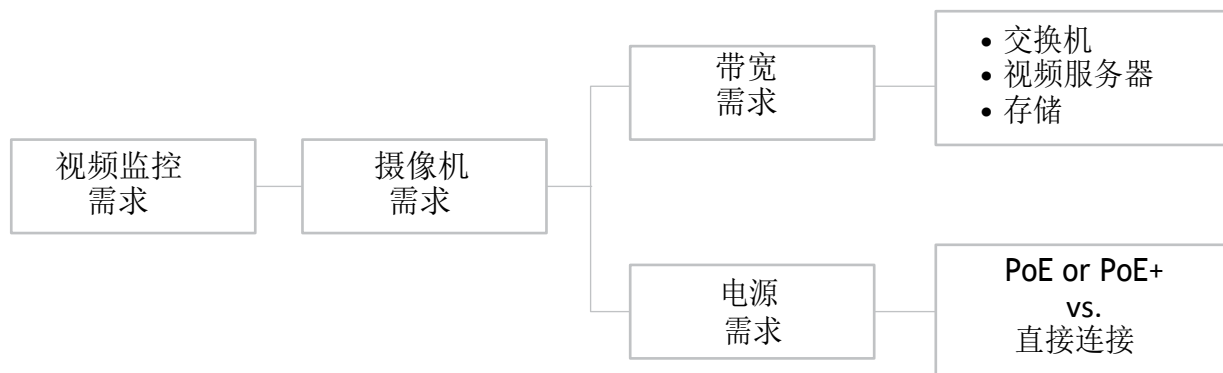 视频监控
需求
摄像机
需求
带宽
需求
• 交换机
• 视频服务器
• 存储
电源
需求
PoE or PoE+
vs.
直接连接